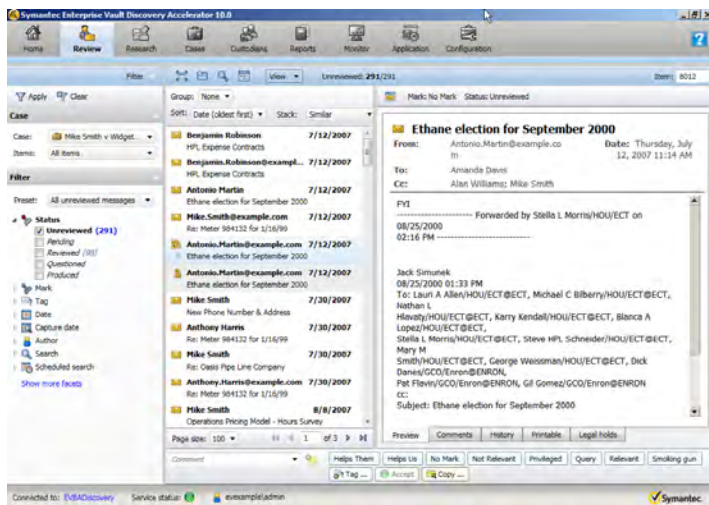 Symantec Enterprise Vault Discovery Accelerator 10.0
Home Review Research Cases Custodians Reports Monitor Application Configuration
Filter View Unreviewed: 291/291 Item: 8012
Apply Clear
Case
Case: Mike Smith v Widget...
Items: All items
Filter
Preset: All unreviewed messages
Status
Unreviewed (291)
Pending
Reviewed (98)
Questioned
Produced
Mark
Tag
Date
Capture date
Author
Search
Scheduled search
Show more facets
Group: None
Sort: Date (oldest first) Stack: Similar
Benjamin Robinson 7/12/2007
HPL Expense Contracts
Benjamin.Robinson@exampl... 7/12/2007
HPL Expense Contracts
Antonio Martin 7/12/2007
Ethane election for September 2000
Mike.Smith@example.com 7/12/2007
Re: Meter 984132 for 1/16/99
Antonio.Martin@example.com 7/12/2007
Ethane election for September 2000
Antonio.Martin@example.com 7/12/2007
Ethane election for September 2000
Mike Smith 7/30/2007
New Phone Number & Address
Anthony Harris 7/30/2007
Re: Meter 984132 for 1/16/99
Mike Smith 7/30/2007
Re: Oasis Pipe Line Company
Anthony.Harris@example.com 7/30/2007
Re: Meter 984132 for 1/16/99
Mike Smith 8/8/2007
Operations Pricing Model - Hours Survey
Page size: 100 1 of 3
Mark: No Mark Status: Unreviewed
Ethane election for September 2000
From: Antonio.Martin@example.co
m
Date: Thursday, July
12, 2007 11:14 AM
To: Amanda Davis
Cc: Alan Williams; Mike Smith
FYI
---------------------- Forwarded by Stella L Morris/HOU/ECT on
08/25/2000
02:16 PM ---------------------------
Jack Simunek
08/25/2000 01:33 PM
To: Lauri A Allen/HOU/ECT@ECT, Michael C Bilberry/HOU/ECT@ECT,
Nathan L
Hlavaty/HOU/ECT@ECT, Karry Kendall/HOU/ECT@ECT, Blanca A
Lopez/HOU/ECT@ECT,
Stella L Morris/HOU/ECT@ECT, Steve HPL Schneider/HOU/ECT@ECT,
Mary M
Smith/HOU/ECT@ECT, George Weissman/HOU/ECT@ECT, Dick
Danes/GCO/Enron@ENRON,
Pat Flavin/GCO/Enron@ENRON, Gil Gomez/GCO/Enron@ENRON
cc:
Subject: Ethane election for September 2000
Preview Comments History Printable Legal holds
Comment Helps Them Helps Us No Mark Not Relevant Privileged Query Relevant Smoking gun
Tag ... Accept Copy ...
Connected to: EVBADiscovery Service status: evexample\admin Symantec.